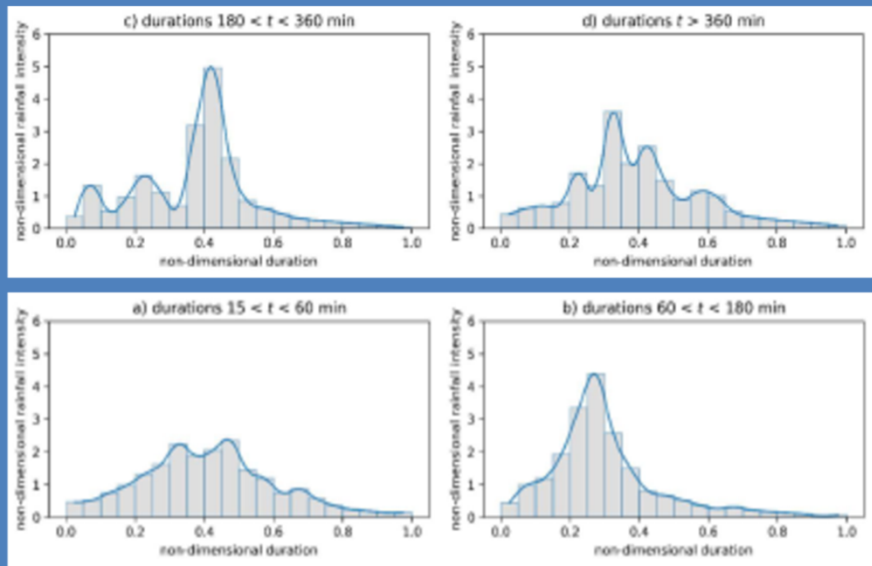 c) durations 180 < t < 360 min
non-dimensional rainfall intensity
6
5
4
3
2
1
0
0.0 0.2 0.4 0.6 0.8 1.0
non-dimensional duration
d) durations t > 360 min
non-dimensional rainfall intensity
6
5
4
3
2
1
0
0.0 0.2 0.4 0.6 0.8 1.0
non-dimensional duration
a) durations 15 < t < 60 min
non-dimensional rainfall intensity
6
5
4
3
2
1
0
0.0 0.2 0.4 0.6 0.8 1.0
non-dimensional duration
b) durations 60 < t < 180 min
non-dimensional rainfall intensity
6
5
4
3
2
1
0
0.0 0.2 0.4 0.6 0.8 1.0
non-dimensional duration